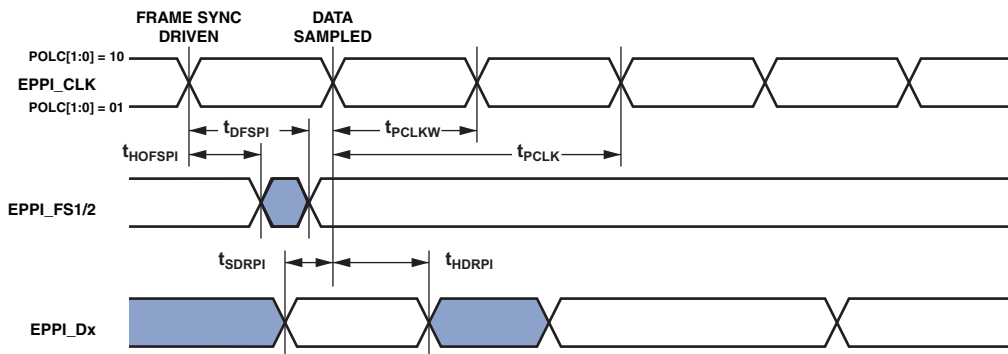 FRAME SYNC
DRIVEN
DATA
SAMPLED
POLC[1:0] = 10
EPPI_CLK
POLC[1:0] = 01
tDFSPI
tPCLKW
tHOFSPI
tPCLK
EPPI_FS1/2
tSDRPI
tHDRPI
EPPI_Dx